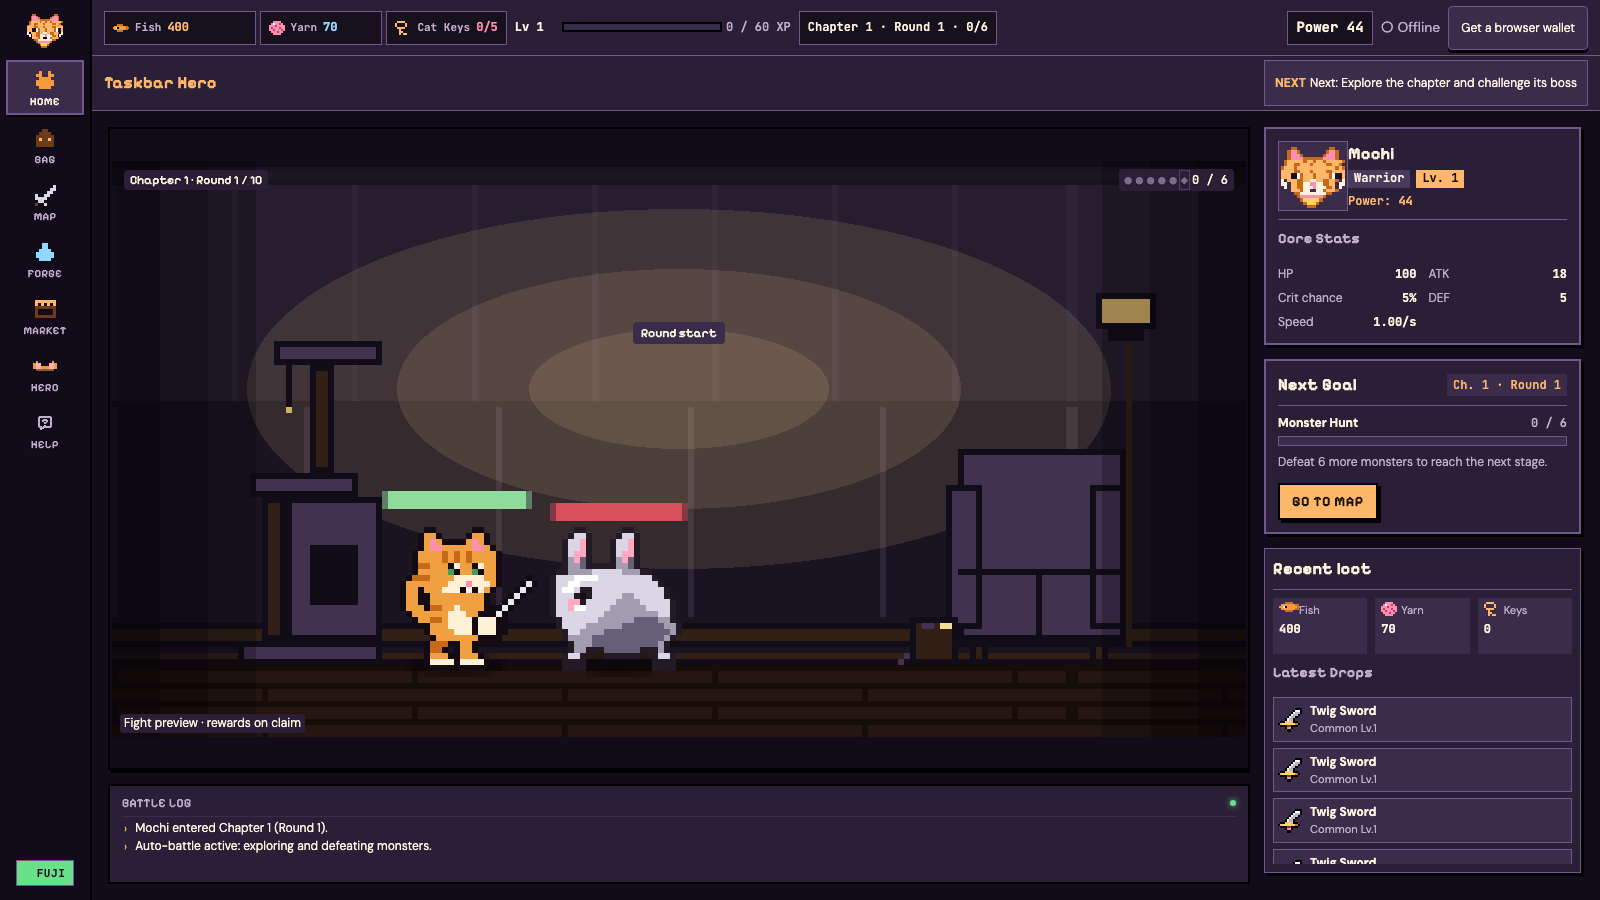 Fish 400
Yarn 70
Cat Keys 0/5
Lv 1
0 / 60 XP
Chapter 1 · Round 1 · 0/6
Power 44
Offline
Get a browser wallet
HOME
BAG
MAP
FORGE
MARKET
HERO
HELP
FUJI
Taskbar Hero
NEXT Next: Explore the chapter and challenge its boss
Chapter 1 · Round 1 / 10
0 / 6
Round start
Fight preview · rewards on claim
BATTLE LOG
› Mochi entered Chapter 1 (Round 1).
› Auto-battle active: exploring and defeating monsters.
Mochi
Warrior Lv. 1
Power: 44
Core Stats
HP 100 ATK 18
Crit chance 5% DEF 5
Speed 1.00/s
Next Goal Ch. 1 · Round 1
Monster Hunt 0 / 6
Defeat 6 more monsters to reach the next stage.
GO TO MAP
Recent loot
Fish Yarn Keys
400 70 0
Latest Drops
Twig Sword
Common Lv.1
Twig Sword
Common Lv.1
Twig Sword
Common Lv.1
Twig Sword